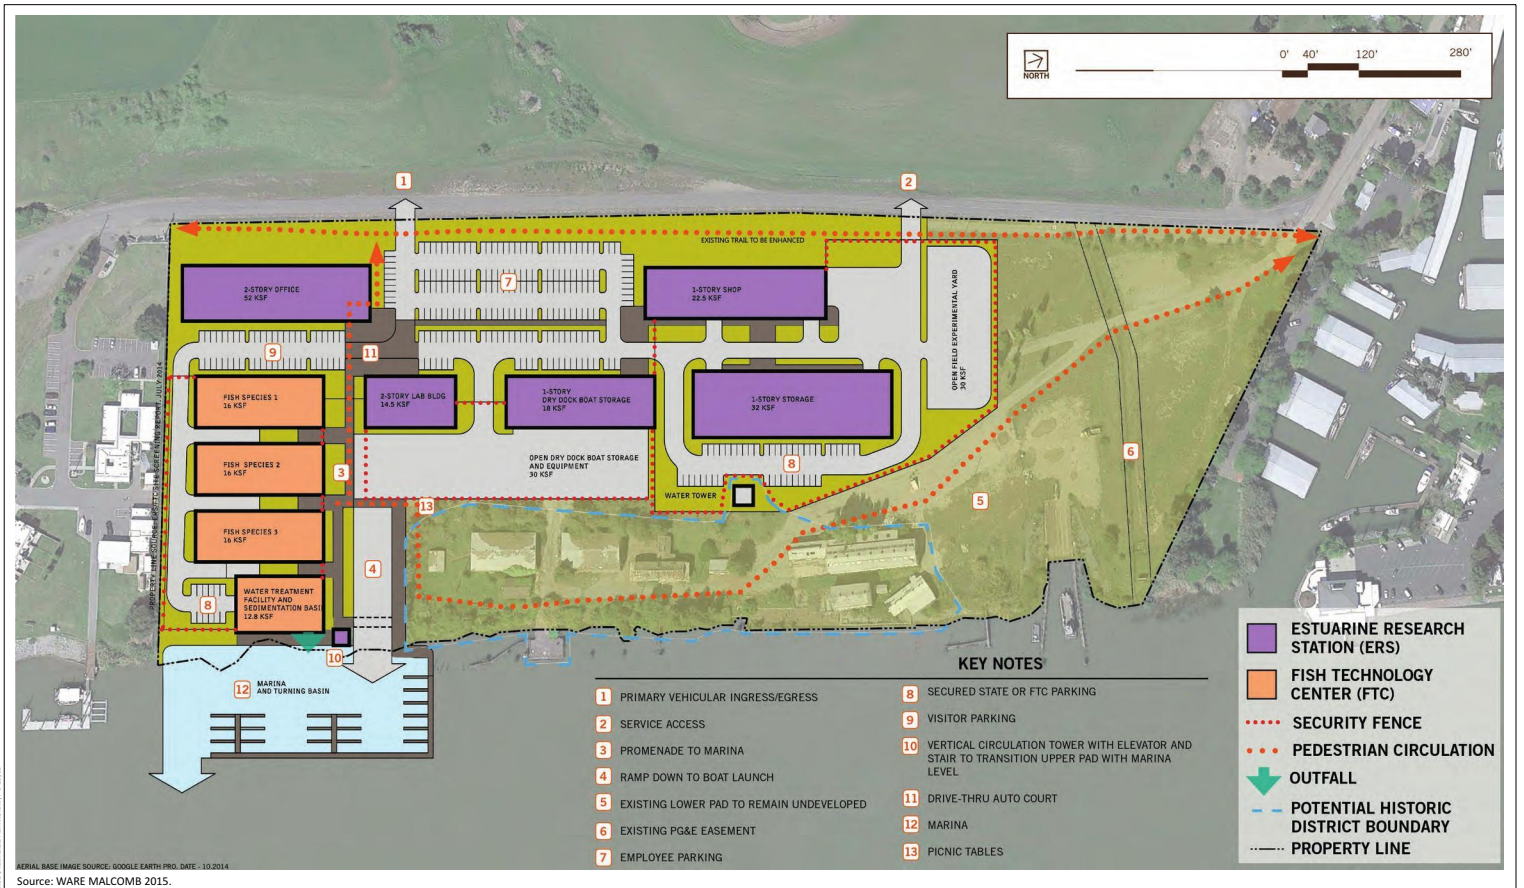 0' 40' 120' 280'
NORTH
1
2
EXISTING TRAIL TO BE ENHANCED
2-STORY OFFICE
52 KSF
7
1-STORY SHOP
22.5 KSF
OPEN FIELD EXPERIMENTAL YARD
30 KSF
9
11
FISH SPECIES 1
16 KSF
2-STORY LAB BLDG
14.5 KSF
1-STORY
DRY DOCK BOAT STORAGE
18 KSF
1-STORY STORAGE
32 KSF
PROPERTY LINE SOURCE: ERS/FTC SITE SCREENING REPORT, JULY 2014
FISH SPECIES 2
16 KSF
3
OPEN DRY DOCK BOAT STORAGE
AND EQUIPMENT
30 KSF
8
6
WATER TOWER
5
13
FISH SPECIES 3
16 KSF
4
WATER TREATMENT
FACILITY AND
SEDIMENTATION BASI
12.8 KSF
8
10
12 MARINA
AND TURNING BASIN
KEY NOTES
1 PRIMARY VEHICULAR INGRESS/EGRESS
2 SERVICE ACCESS
3 PROMENADE TO MARINA
4 RAMP DOWN TO BOAT LAUNCH
5 EXISTING LOWER PAD TO REMAIN UNDEVELOPED
6 EXISTING PG&E EASEMENT
7 EMPLOYEE PARKING
8 SECURED STATE OR FTC PARKING
9 VISITOR PARKING
10 VERTICAL CIRCULATION TOWER WITH ELEVATOR AND
STAIR TO TRANSITION UPPER PAD WITH MARINA
LEVEL
11 DRIVE-THRU AUTO COURT
12 MARINA
13 PICNIC TABLES
ESTUARINE RESEARCH
STATION (ERS)
FISH TECHNOLOGY
CENTER (FTC)
SECURITY FENCE
PEDESTRIAN CIRCULATION
OUTFALL
POTENTIAL HISTORIC
DISTRICT BOUNDARY
PROPERTY LINE
AERIAL BASE IMAGE SOURCE: GOOGLE EARTH PRO. DATE - 10.2014
Source: WARE MALCOMB 2015.